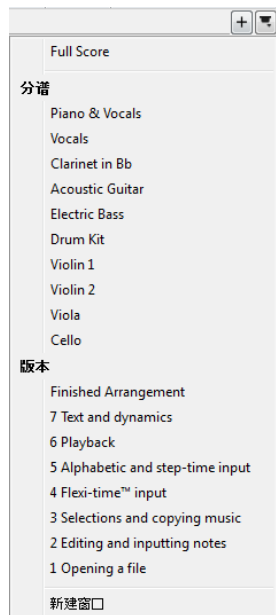 Full Score
分谱
Piano & Vocals
Vocals
Clarinet in Bb
Acoustic Guitar
Electric Bass
Drum Kit
Violin 1
Violin 2
Viola
Cello
版本
Finished Arrangement
7 Text and dynamics
6 Playback
5 Alphabetic and step-time input
4 Flexi-time™ input
3 Selections and copying music
2 Editing and inputting notes
1 Opening a file
新建窗口